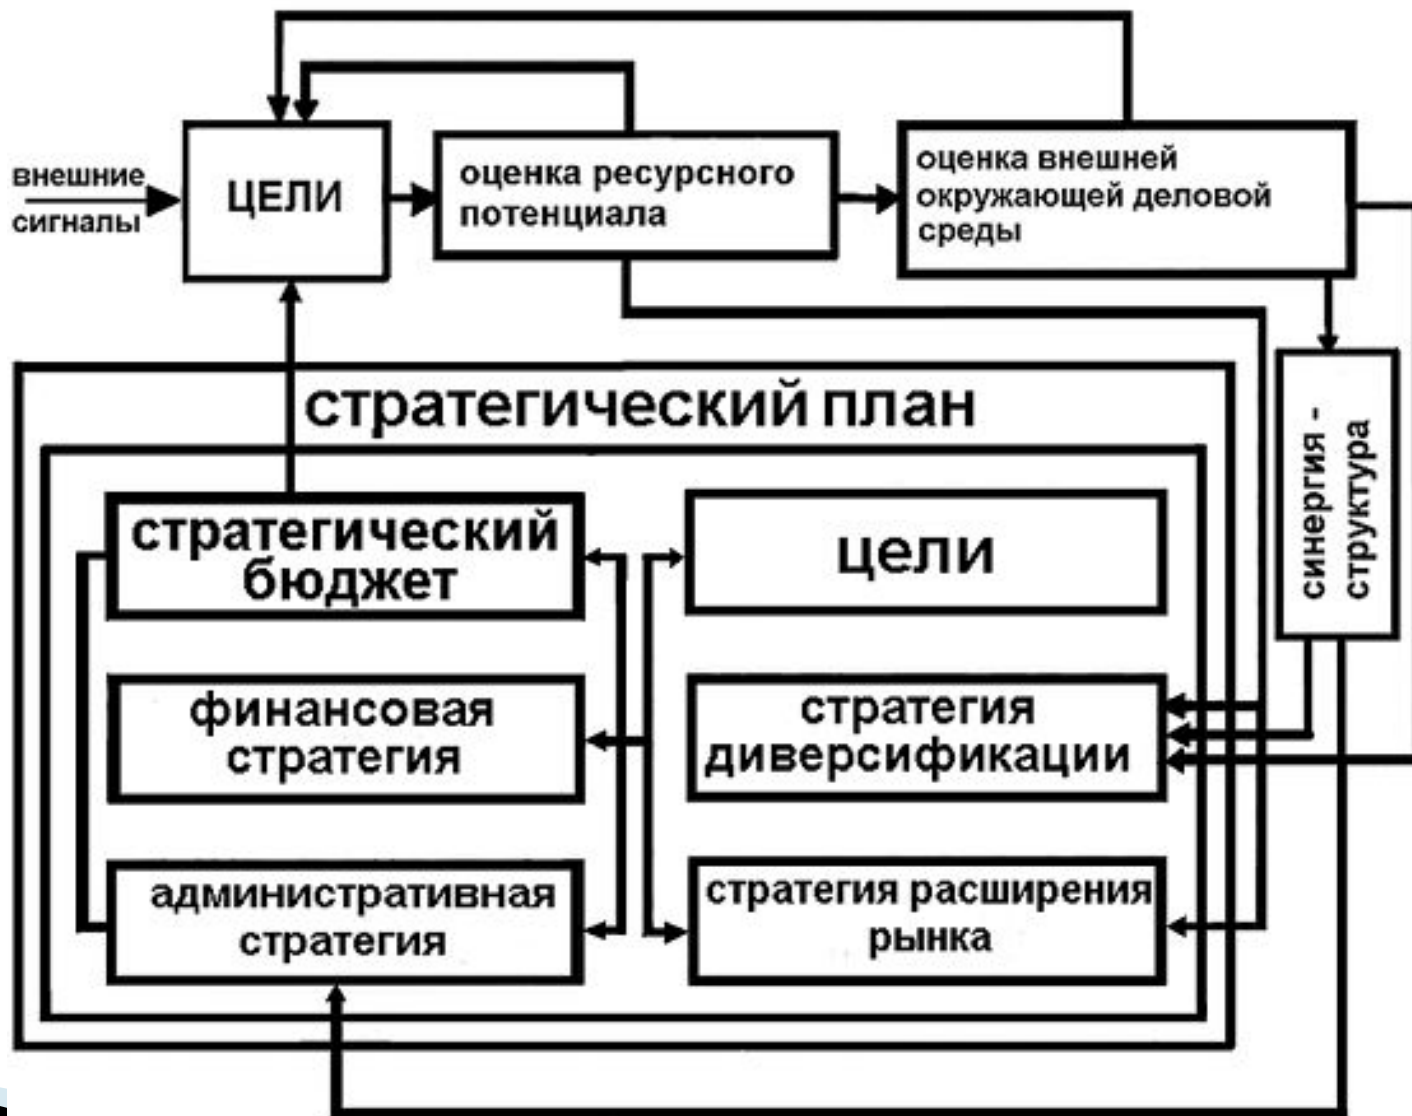 внешние
сигналы
ЦЕЛИ
оценка ресурсного
потенциала
оценка внешней
окружающей деловой
среды
стратегический план
стратегический
бюджет
цели
синергия -
структура
финансовая
стратегия
стратегия
диверсификации
административная
стратегия
стратегия расширения
рынка